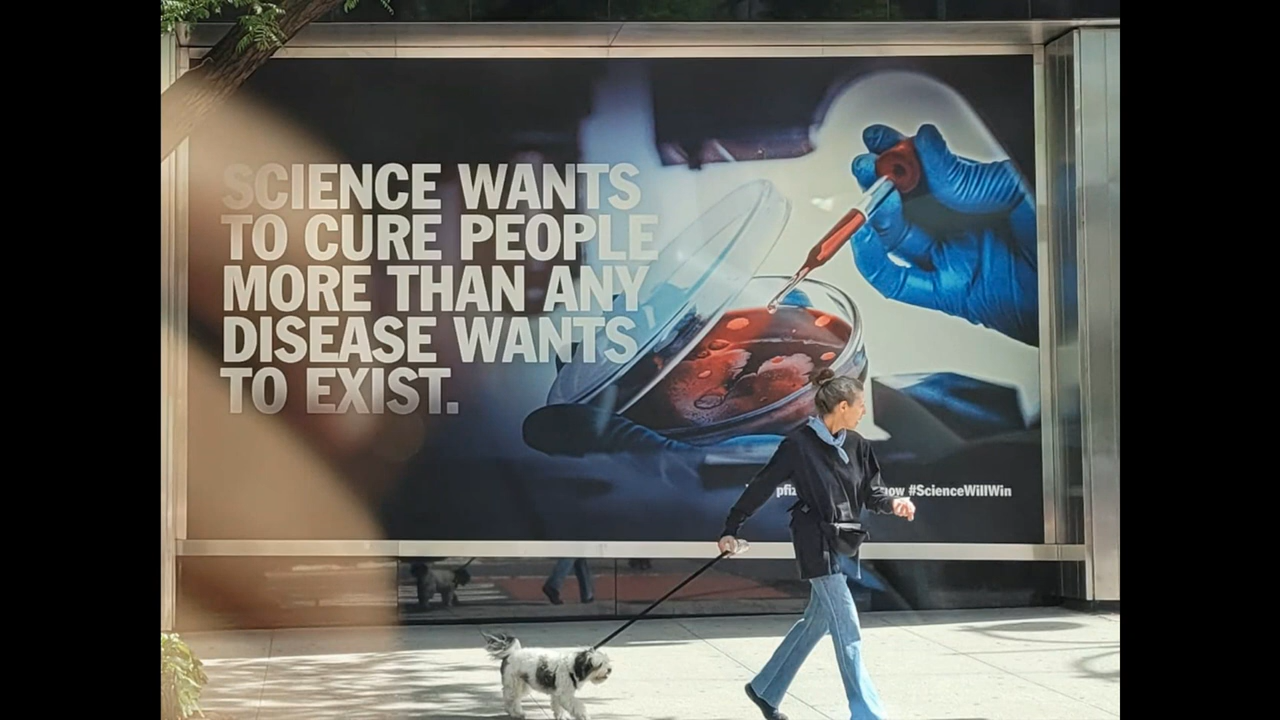 SCIENCE WANTS
TO CURE PEOPLE
MORE THAN ANY
DISEASE WANTS
TO EXIST.
#ScienceWillWin